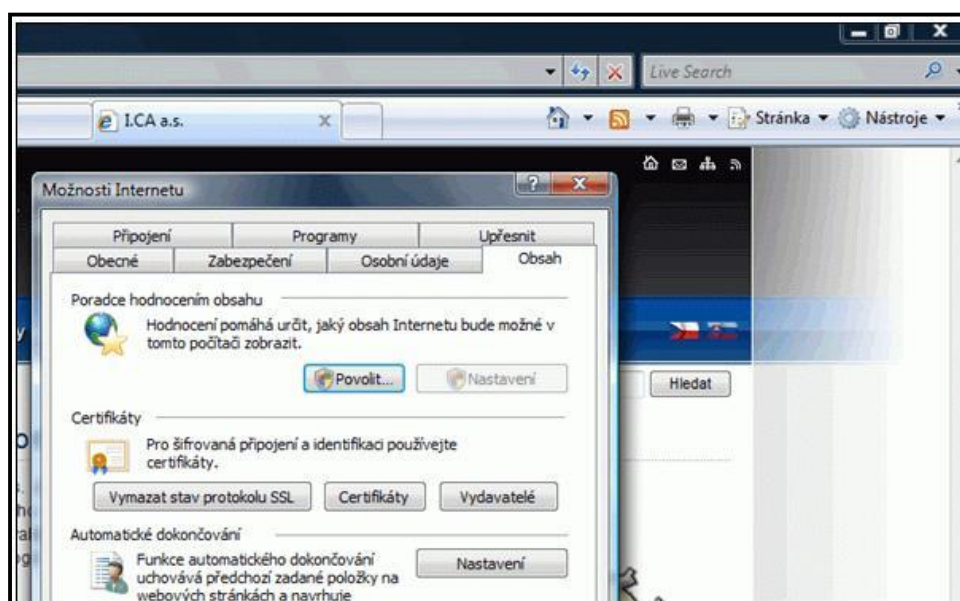 Live Search
I.CA a.s.
Stránka
Nástroje
Možnosti Internetu
Připojení
Programy
Upřesnit
Obecné
Zabezpečení
Osobní údaje
Obsah
Poradce hodnocením obsahu
Hodnocení pomáhá určit, jaký obsah Internetu bude možné v
tomto počítači zobrazit.
Povolit...
Nastavení
Hledat
Certifikáty
Pro šifrovaná připojení a identifikaci používejte
certifikáty.
Vymazat stav protokolu SSL
Certifikáty
Vydavatelé
Automatické dokončování
Funkce automatického dokončování
uchovává předchozí zadané položky na
webových stránkách a navrhuje
Nastavení